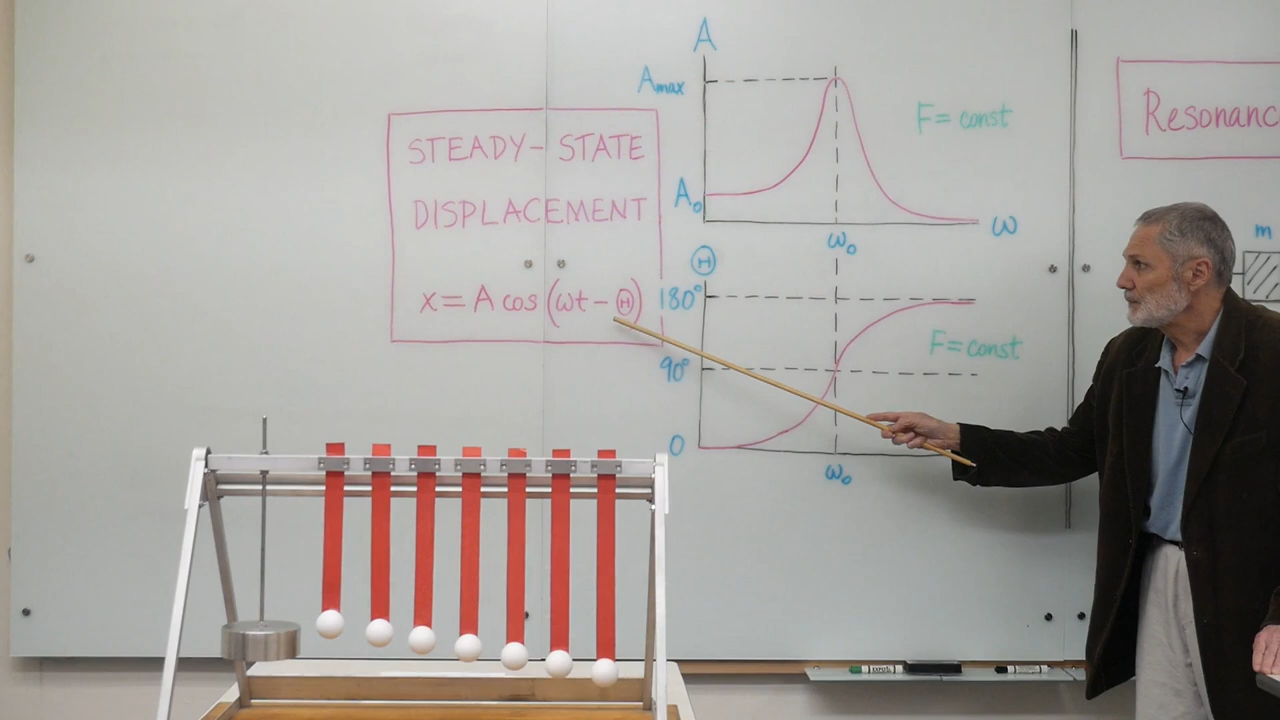 STEADY-STATE
DISPLACEMENT
x = A cos (ωt - Θ)
A
Amax
A₀
F = const
ω
ω₀
Θ
180°
90°
0
F = const
ω₀
Resonanc
m